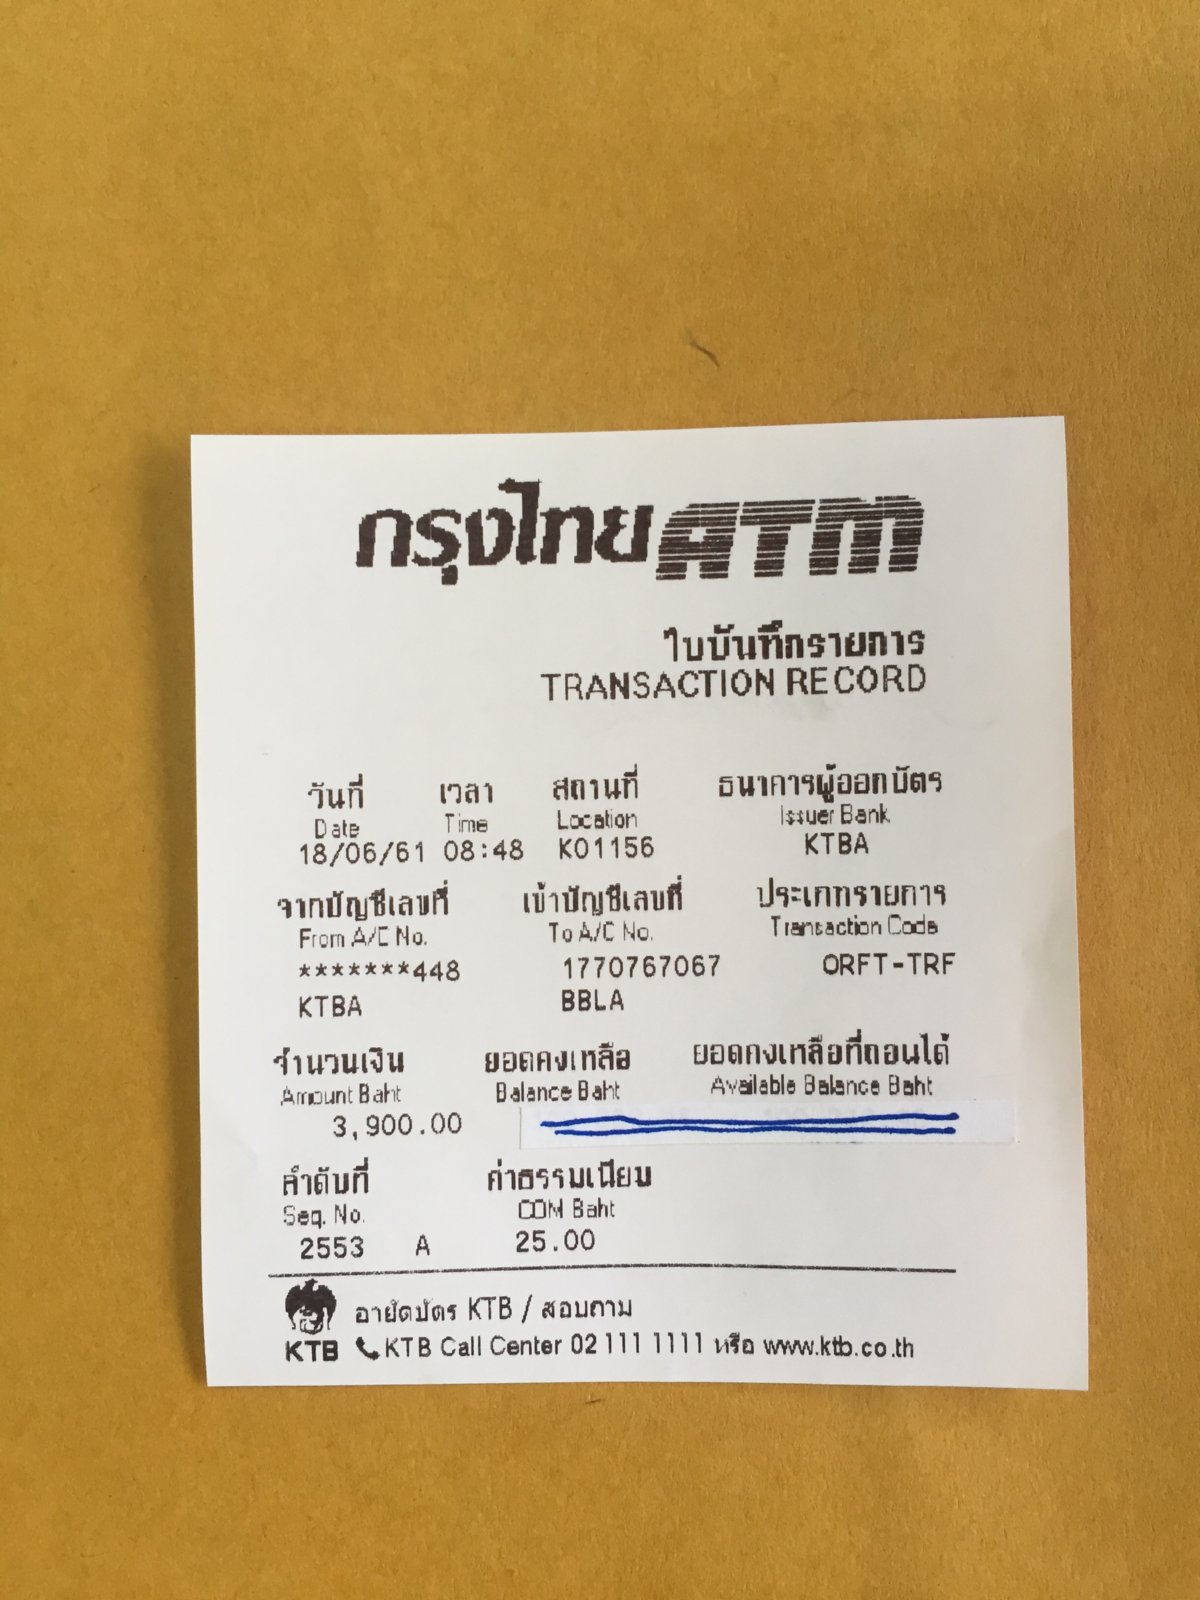 กรุงไทย ATM
ใบบันทึกรายการ
TRANSACTION RECORD
วันที่ เวลา สถานที่ ธนาคารผู้ออกบัตร
Date Time Location Issuer Bank
18/06/61 08:48 K01156 KTBA
จากบัญชีเลขที่ เข้าบัญชีเลขที่ ประเภทรายการ
From A/C No. To A/C No. Transaction Code
*******448 1770767067 ORFT-TRF
KTBA BBLA
จำนวนเงิน ยอดคงเหลือ ยอดคงเหลือที่ถอนได้
Amount Baht Balance Baht Available Balance Baht
3,900.00
ลำดับที่ ค่าธรรมเนียม
Seq. No. COM Baht
2553 A 25.00
อายัดบัตร KTB / สอบถาม
KTB KTB Call Center 02 111 1111 หรือ www.ktb.co.th